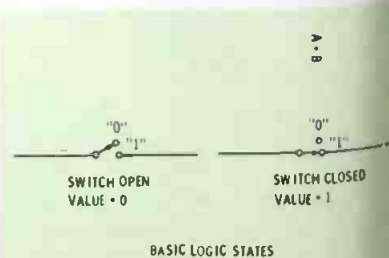 A • B
"0"
"1"
SWITCH OPEN
VALUE • 0
"0"
"1"
SWITCH CLOSED
VALUE • 1
BASIC LOGIC STATES